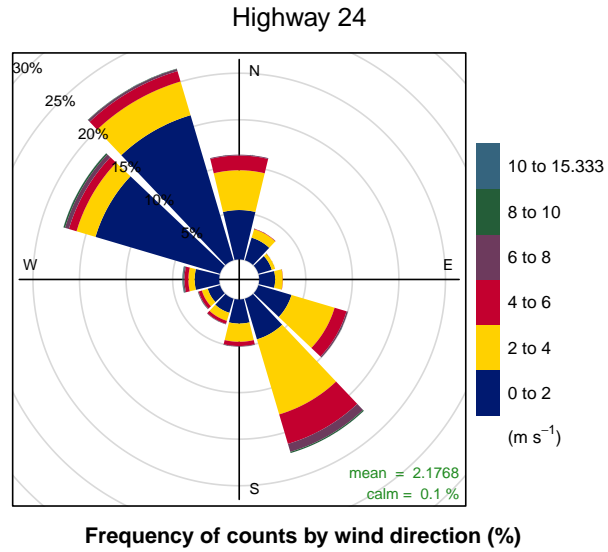 Highway 24
30%
25%
20%
15%
10%
5%
N
W
E
S
mean = 2.1768
calm = 0.1 %
10 to 15.333
8 to 10
6 to 8
4 to 6
2 to 4
0 to 2
(m s⁻¹)
Frequency of counts by wind direction (%)